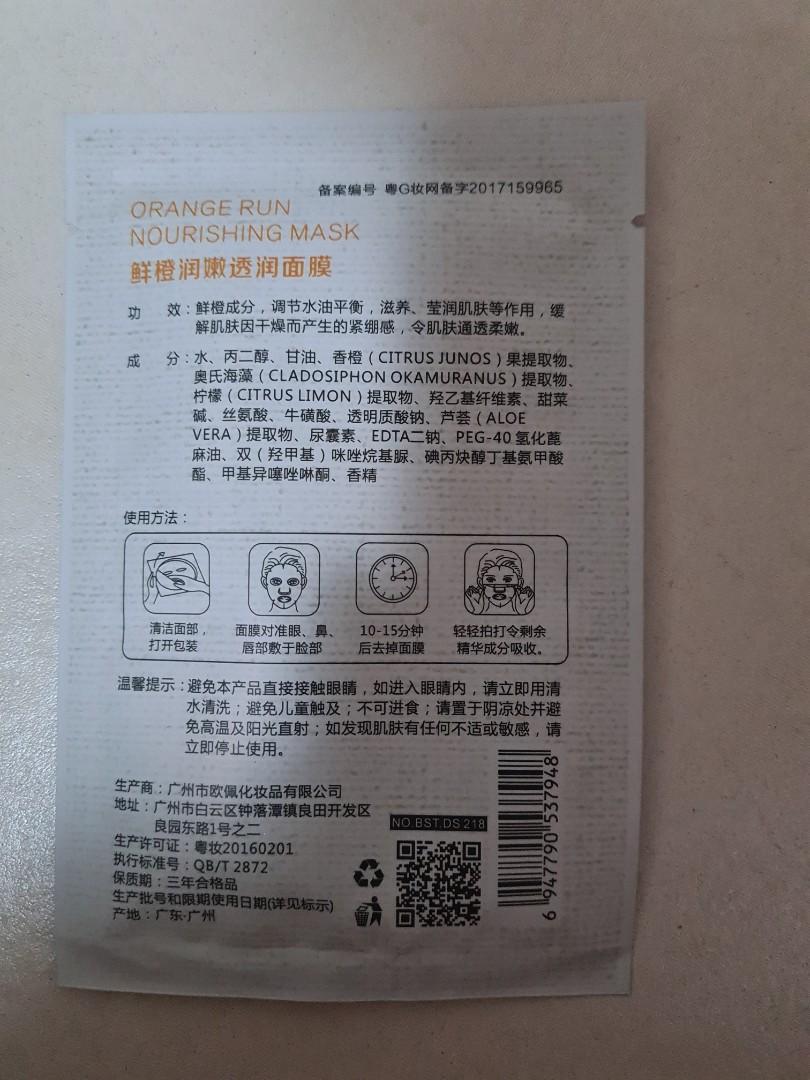 备案编号 粤G妆网备字2017159965
ORANGE RUN
NOURISHING MASK
鲜橙润嫩透润面膜
功 效：鲜橙成分，调节水油平衡，滋养、莹润肌肤等作用，缓
解肌肤因干燥而产生的紧绷感，令肌肤通透柔嫩。
成 分：水、丙二醇、甘油、香橙（CITRUS JUNOS）果提取物、
奥氏海藻（CLADOSIPHON OKAMURANUS）提取物、
柠檬（CITRUS LIMON）提取物、羟乙基纤维素、甜菜
碱、丝氨酸、牛磺酸、透明质酸钠、芦荟（ALOE
VERA）提取物、尿囊素、EDTA二钠、PEG-40 氢化蓖
麻油、双（羟甲基）咪唑烷基脲、碘丙炔醇丁基氨甲酸
酯、甲基异噻唑啉酮、香精
使用方法：
清洁面部，
打开包装
面膜对准眼、鼻、
唇部敷于脸部
10-15分钟
后去掉面膜
轻轻拍打令剩余
精华成分吸收。
温馨提示：避免本产品直接接触眼睛，如进入眼睛内，请立即用清
水清洗；避免儿童触及；不可进食；请置于阴凉处并避
免高温及阳光直射；如发现肌肤有任何不适或敏感，请
立即停止使用。
生产商：广州市欧佩化妆品有限公司
地址：广州市白云区钟落潭镇良田开发区
良园东路1号之二
生产许可证：粤妆20160201
执行标准号：QB/T 2872
保质期：三年合格品
生产批号和限期使用日期(详见标示)
产地：广东·广州
NO.BST.DS 218
6 947790 537948